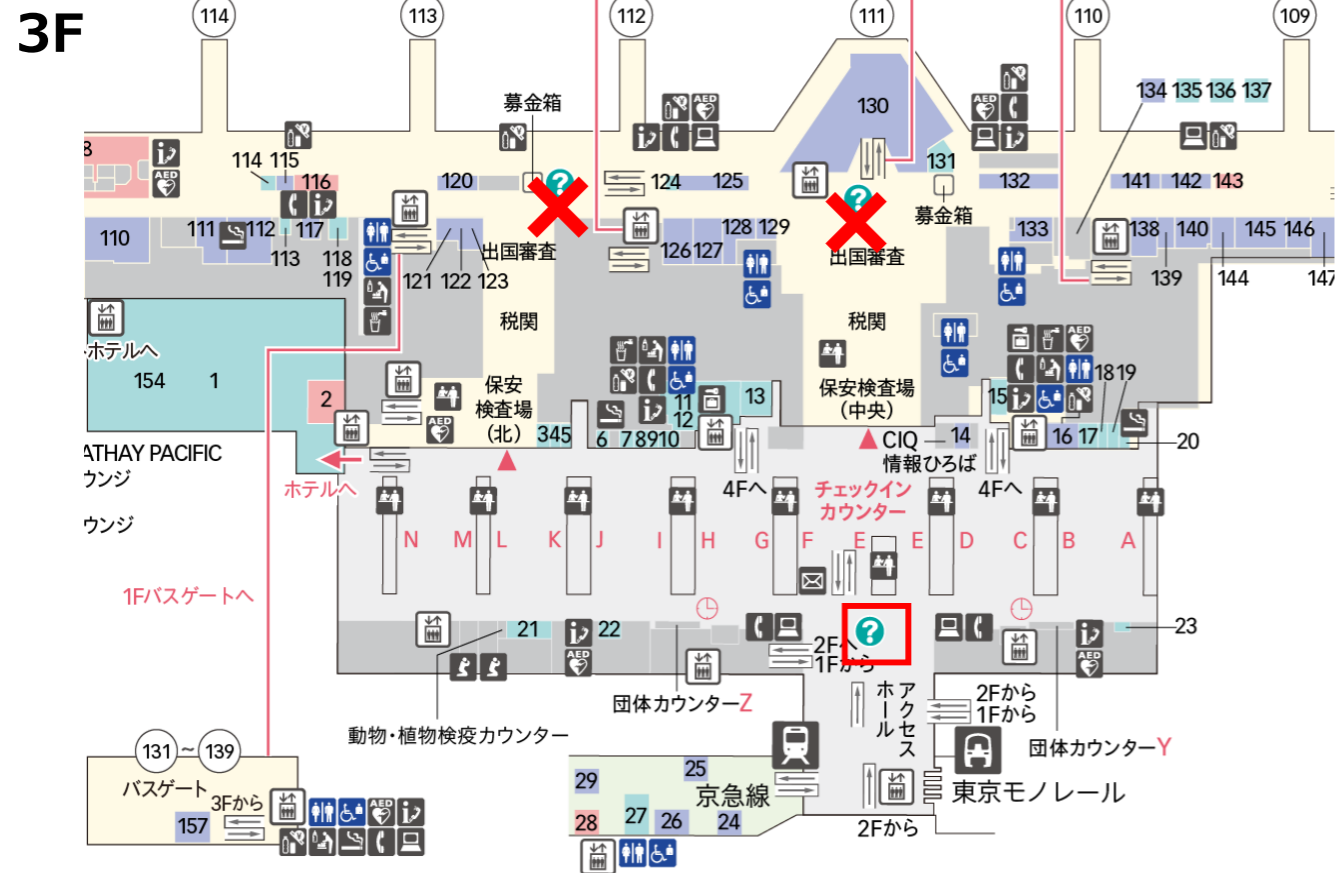 3F
114
113
112
111
110
109
募金箱
130
134 135 136 137
8
114 115
116
120
124
125
131
132
141 142 143
募金箱
110
111
112
117
113
118
119
121 122 123
出国審査
126 127
128 129
出国審査
133
138
140
145 146
139
144
147
ホテルへ
154
1
2
税関
税関
保安
検査場
(北)
保安検査場
(中央)
345
6
78910
11
12
13
15
18 19
CIQ
情報ひろば
14
16 17
20
ATHAY PACIFIC
ウンジ
ウンジ
ホテルへ
4Fへ
チェックイン
カウンター
4Fへ
N
M
L
K
J
I
H
G
F
E
E
D
C
B
A
1Fバスゲートへ
21
22
23
2Fへ
1Fから
アクセス
ホール
2Fから
1Fから
団体カウンターZ
動物・植物検疫カウンター
団体カウンターY
131 ~ 139
バスゲート
3Fから
157
29
25
京急線
28
27
26
24
東京モノレール
2Fから
AED
AED
AED
AED
AED
AED
AED
AED
AED